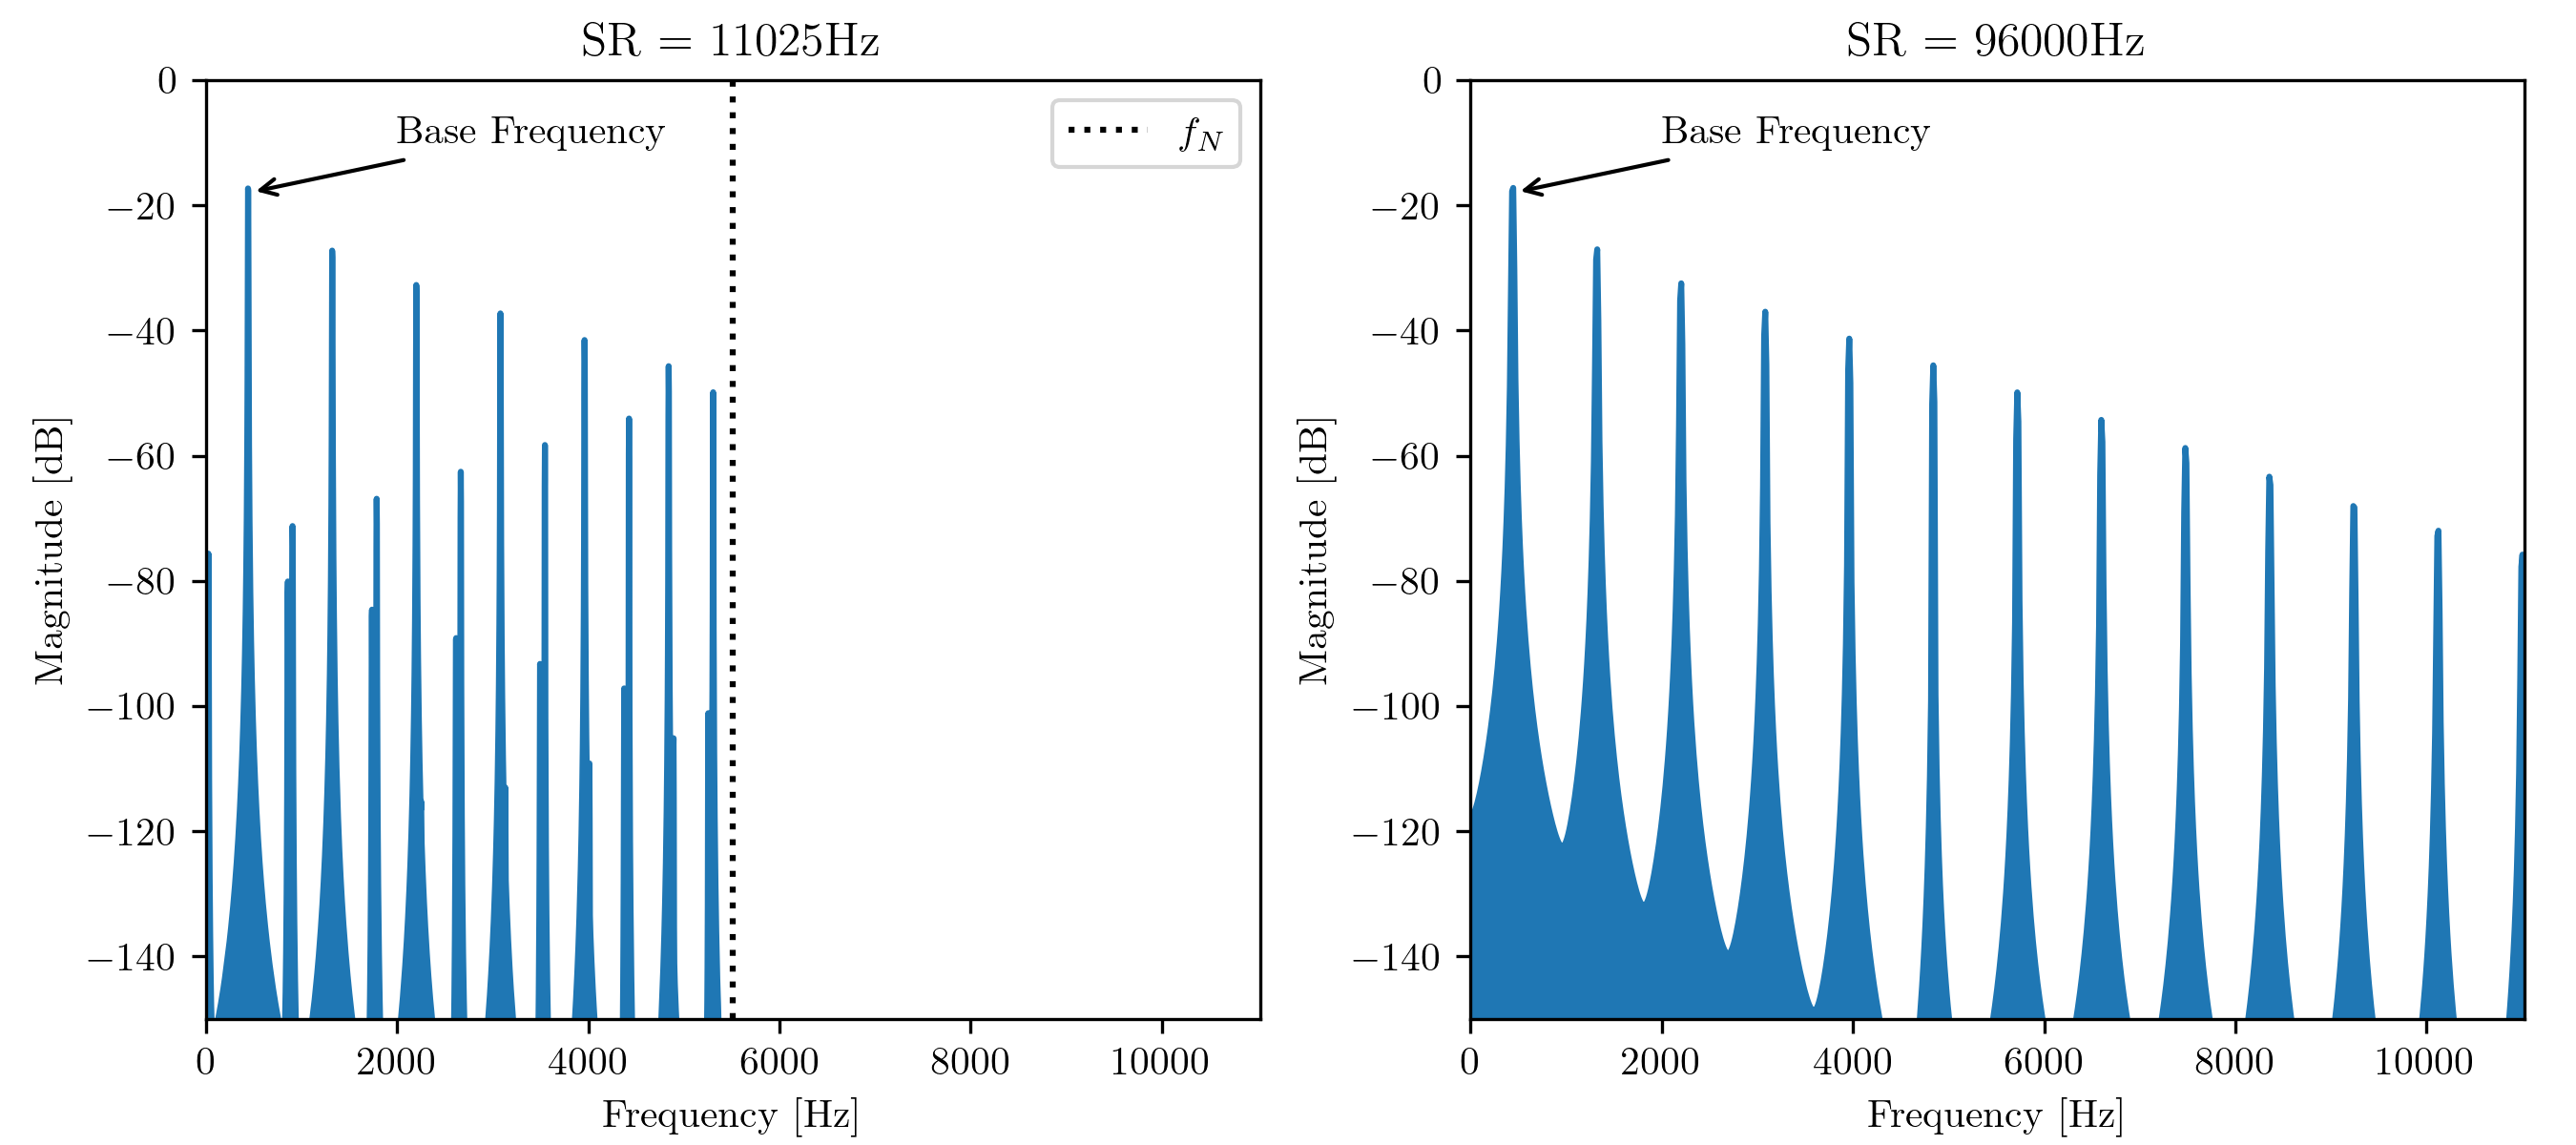 SR = 11025Hz
0
−20
−40
−60
−80
−100
−120
−140
Magnitude [dB]
Base Frequency
f_N
0 2000 4000 6000 8000 10000
Frequency [Hz]
SR = 96000Hz
0
−20
−40
−60
−80
−100
−120
−140
Magnitude [dB]
Base Frequency
0 2000 4000 6000 8000 10000
Frequency [Hz]